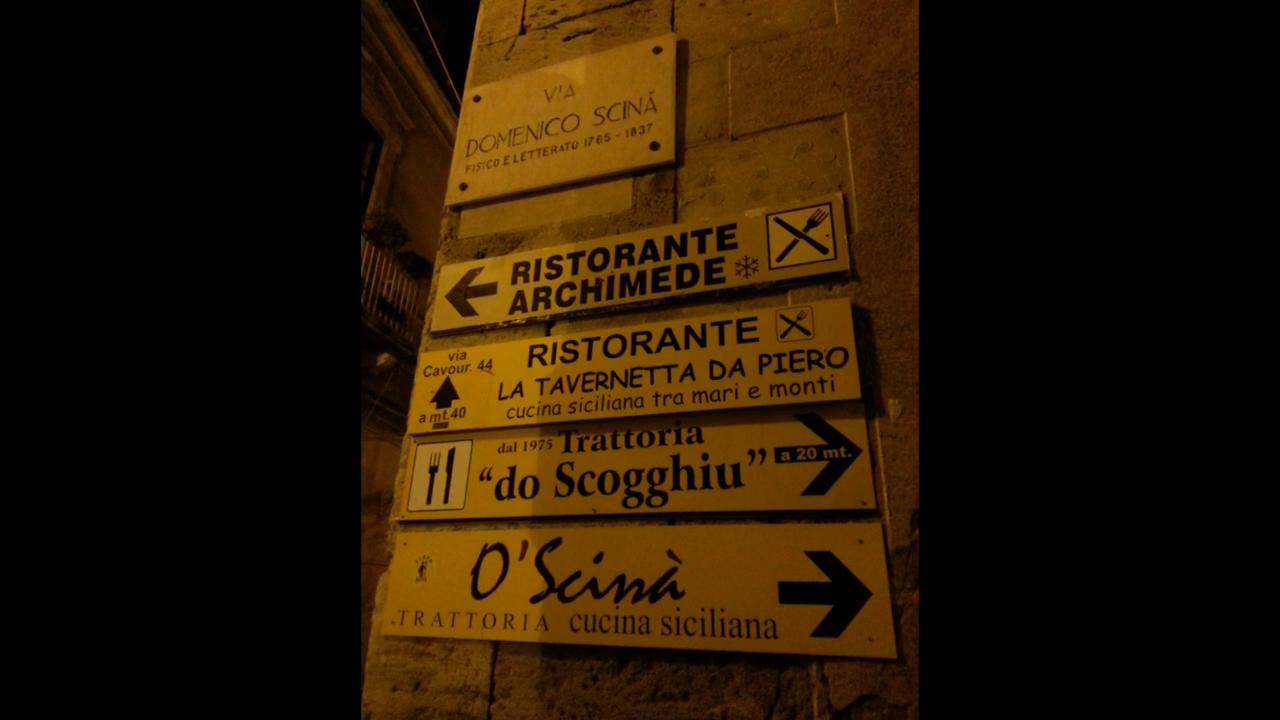 VIA
DOMENICO SCINÀ
FISICO E LETTERATO 1765 - 1837
RISTORANTE
ARCHIMEDE
via
Cavour. 44
a mt.40
RISTORANTE
LA TAVERNETTA DA PIERO
cucina siciliana tra mari e monti
dal 1975 Trattoria
"do Scogghiu"
a 20 mt.
O'Scinà
TRATTORIA cucina siciliana